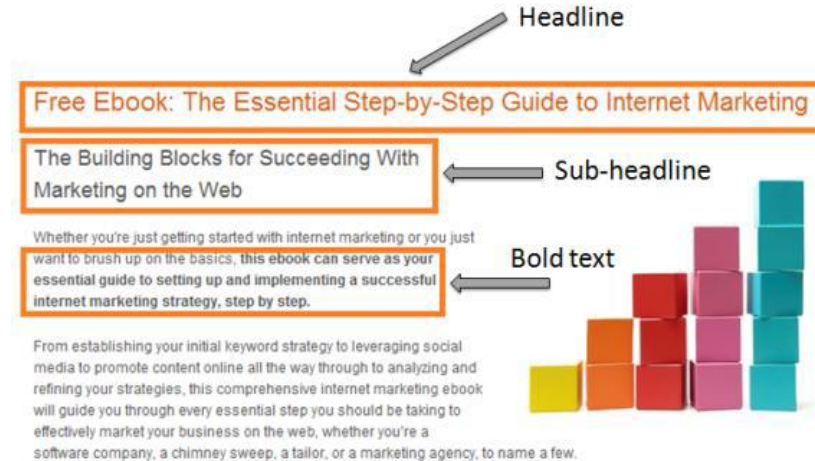 Headline
Free Ebook: The Essential Step-by-Step Guide to Internet Marketing
The Building Blocks for Succeeding With
Marketing on the Web
Sub-headline
Whether you're just getting started with internet marketing or you just
want to brush up on the basics, this ebook can serve as your
essential guide to setting up and implementing a successful
internet marketing strategy, step by step.
Bold text
From establishing your initial keyword strategy to leveraging social
media to promote content online all the way through to analyzing and
refining your strategies, this comprehensive internet marketing ebook
will guide you through every essential step you should be taking to
effectively market your business on the web, whether you're a
software company, a chimney sweep, a tailor, or a marketing agency, to name a few.